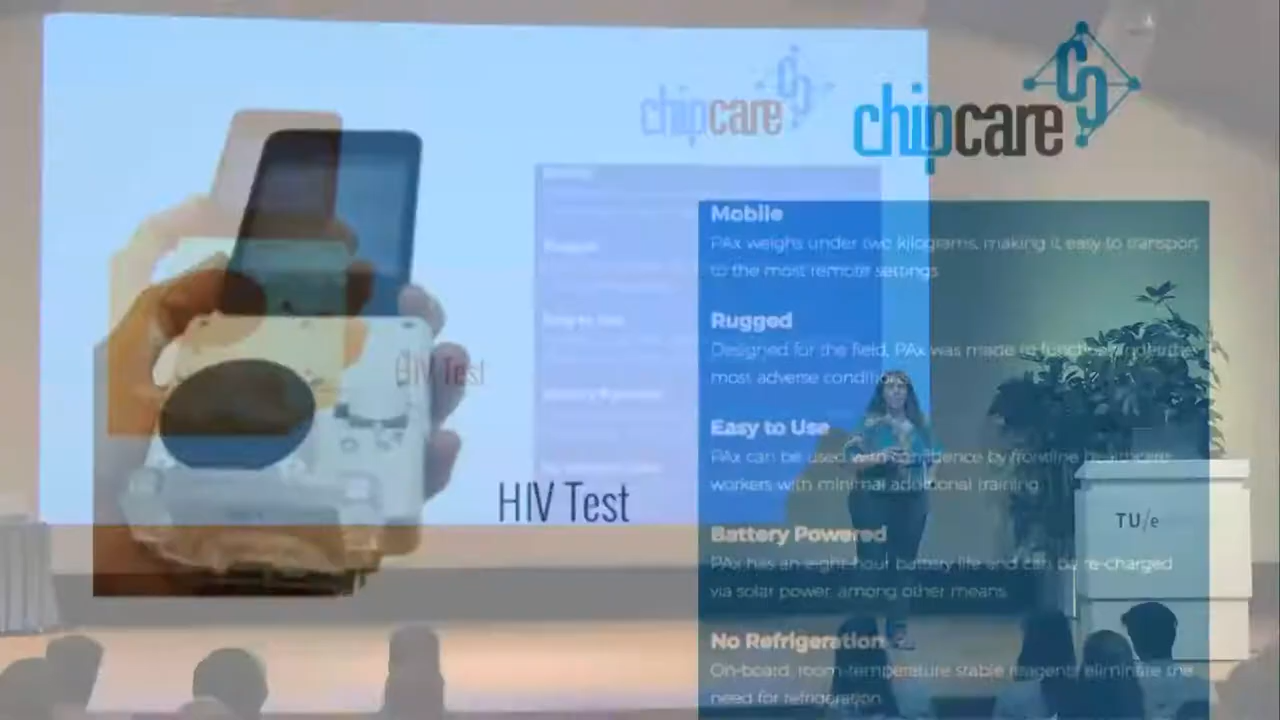 chipcare
chipcare
Mobile
PAx weighs under two kilograms, making it easy to transport
to the most remote settings
Rugged
Designed for the field, PAx was made to function under the
most adverse conditions
HIV Test
Easy to Use
PAx can be used with confidence by frontline healthcare
workers with minimal additional training
HIV Test
TU/e
Battery Powered
PAx has an eight-hour battery life and can be re-charged
via solar power, among other means.
No Refrigeration
On-board, room-temperature stable reagents eliminate the
need for refrigeration